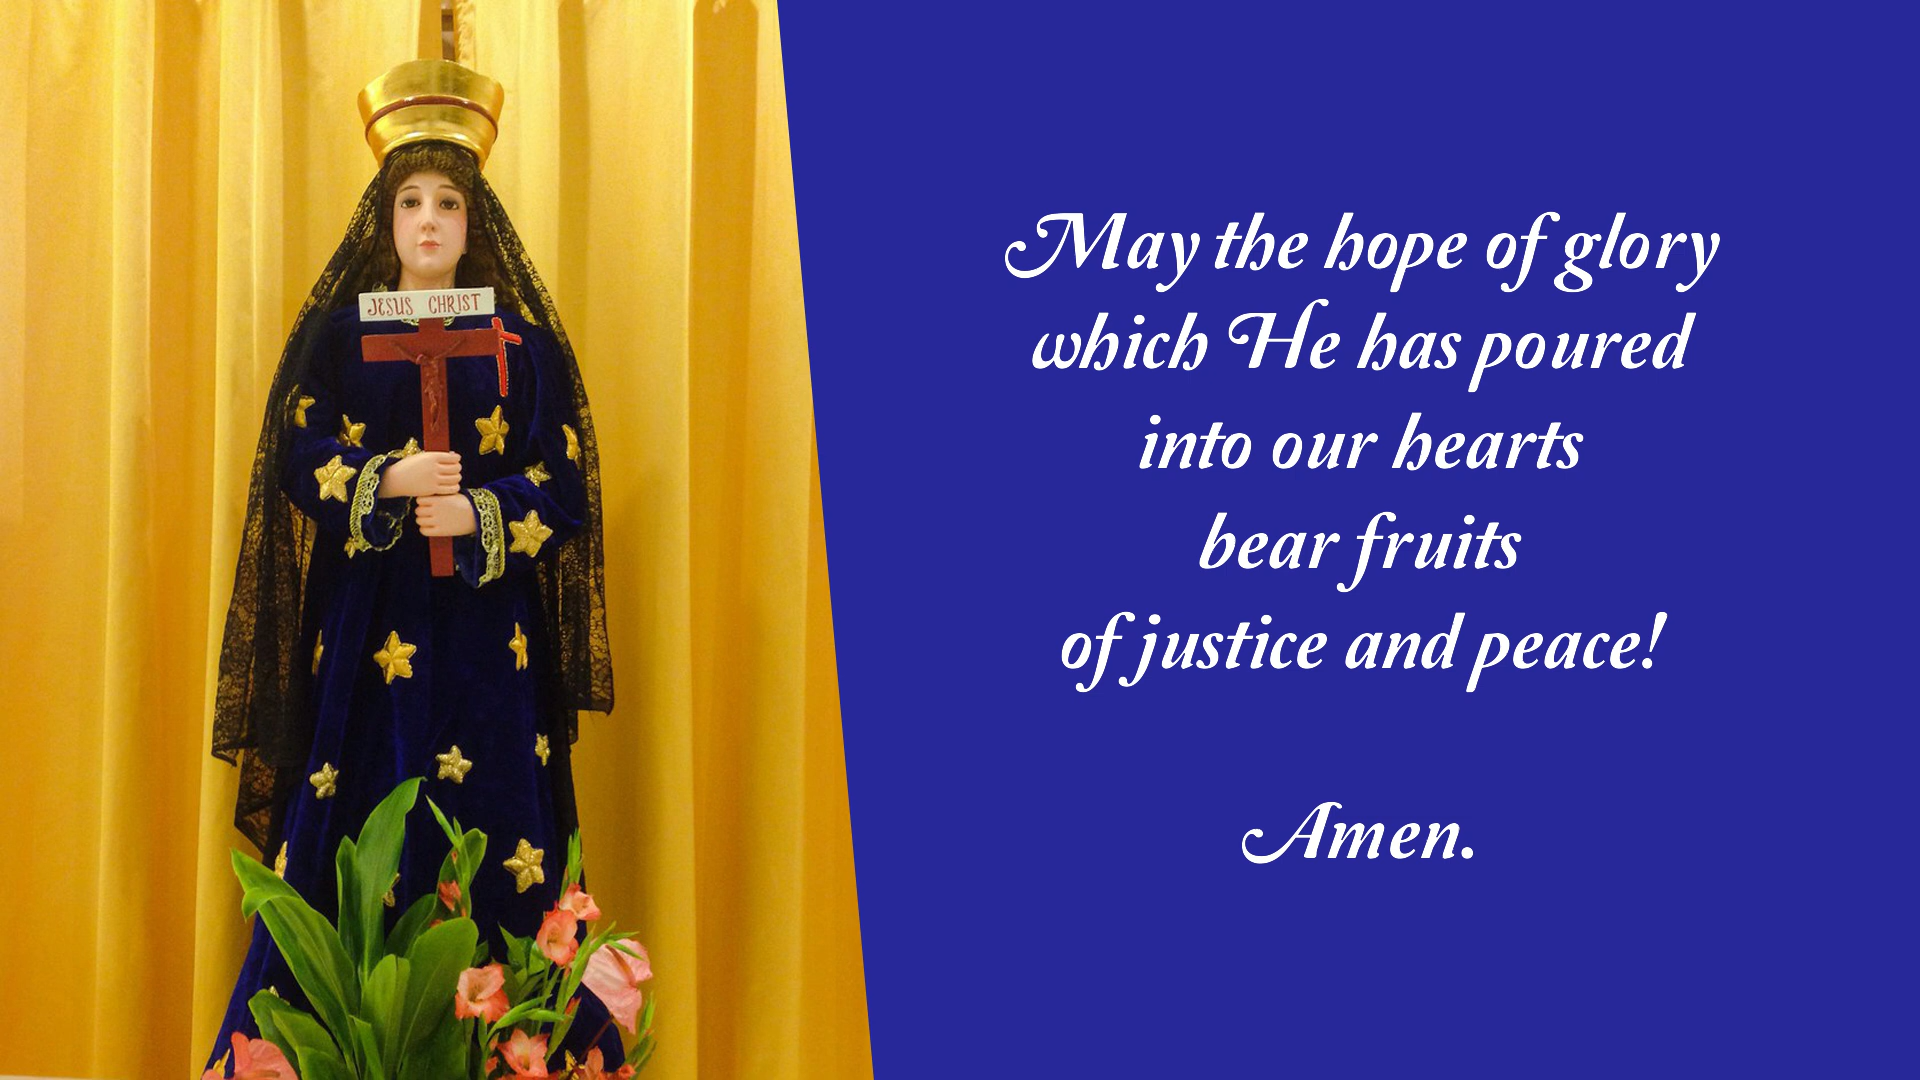 JESUS CHRIST
May the hope of glory
which He has poured
into our hearts
bear fruits
of justice and peace!
Amen.